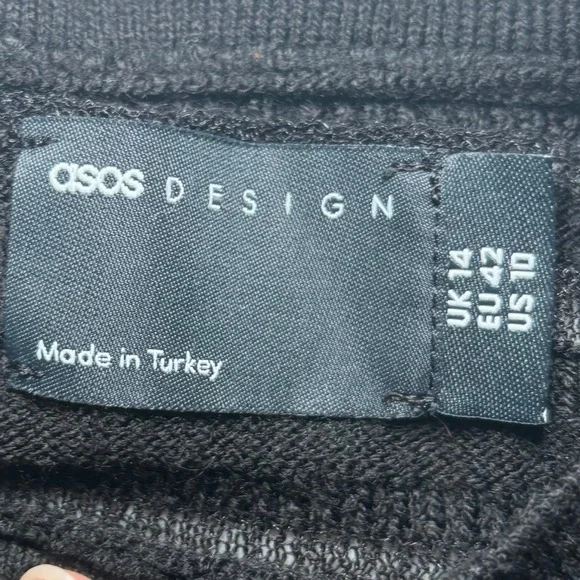 asos DESIGN
Made in Turkey
UK 14
EU 42
US 10